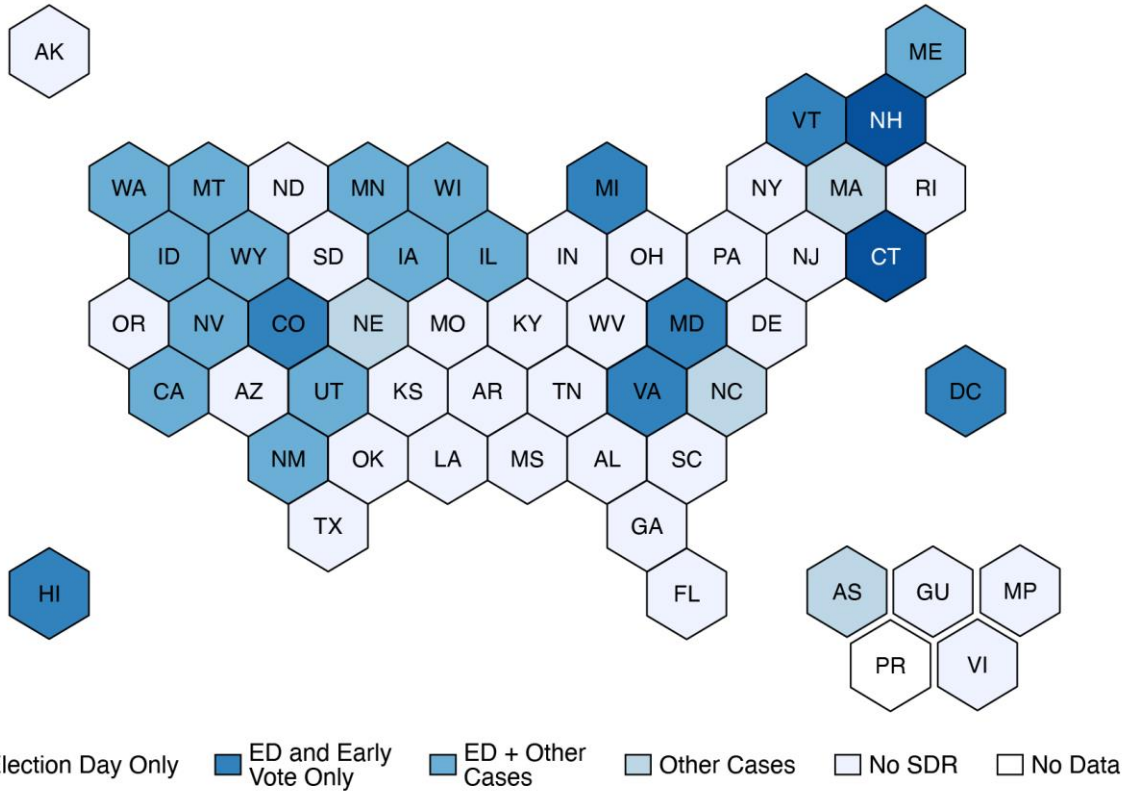 AK
ME
VT NH
WA MT ND MN WI MI NY MA RI
ID WY SD IA IL IN OH PA NJ CT
OR NV CO NE MO KY WV MD DE
CA AZ UT KS AR TN VA NC DC
NM OK LA MS AL SC
TX GA
HI FL AS GU MP
PR VI
lection Day Only
ED and Early
Vote Only
ED + Other
Cases
Other Cases
No SDR
No Data